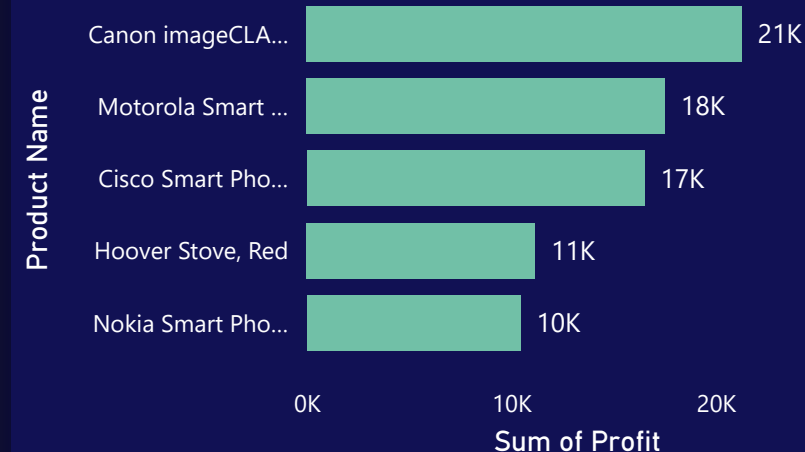 Product Name
Canon imageCLA... 21K
Motorola Smart ... 18K
Cisco Smart Pho... 17K
Hoover Stove, Red 11K
Nokia Smart Pho... 10K
0K 10K 20K
Sum of Profit